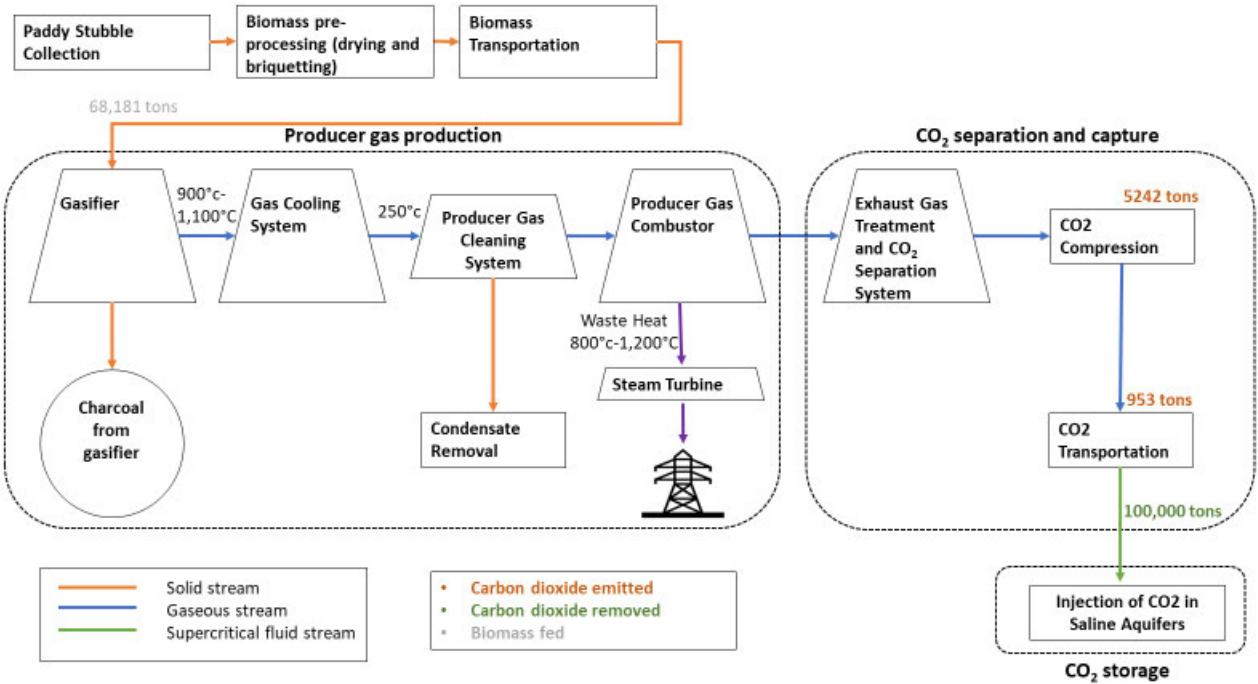 Paddy Stubble
Collection
Biomass pre-
processing (drying and
briquetting)
Biomass
Transportation
68,181 tons
Producer gas production
CO₂ separation and capture
Gasifier
900°c-
1,100°C
Gas Cooling
System
250°c
Producer Gas
Cleaning
System
Producer Gas
Combustor
Exhaust Gas
Treatment
and CO₂
Separation
System
5242 tons
CO2
Compression
Waste Heat
800°c-1,200°C
Steam Turbine
Charcoal
from
gasifier
Condensate
Removal
953 tons
CO2
Transportation
100,000 tons
Solid stream
Gaseous stream
Supercritical fluid stream
• Carbon dioxide emitted
• Carbon dioxide removed
• Biomass fed
Injection of CO2 in
Saline Aquifers
CO₂ storage